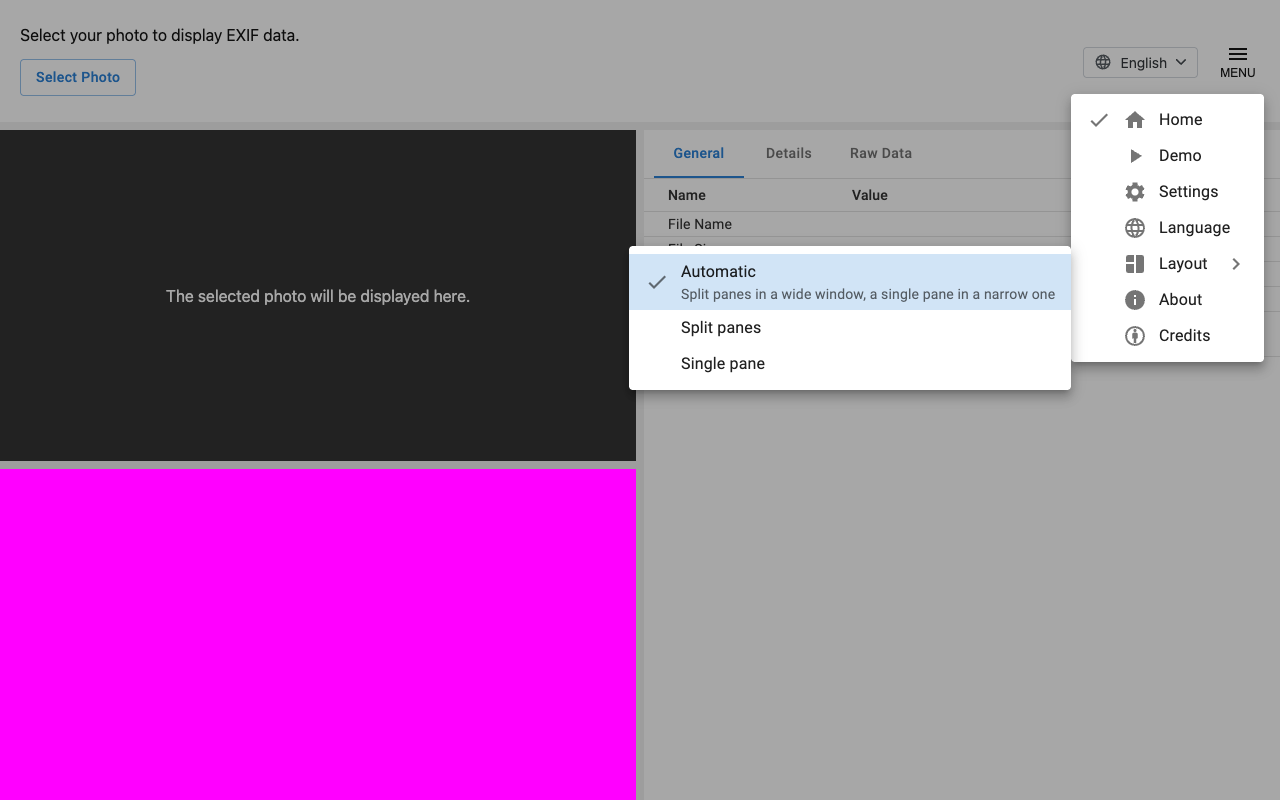 Select your photo to display EXIF data.
Select Photo
English
MENU
Home
Demo
Settings
Language
Layout
About
Credits
General
Details
Raw Data
Name
Value
File Name
Automatic
Split panes in a wide window, a single pane in a narrow one
Split panes
Single pane
The selected photo will be displayed here.